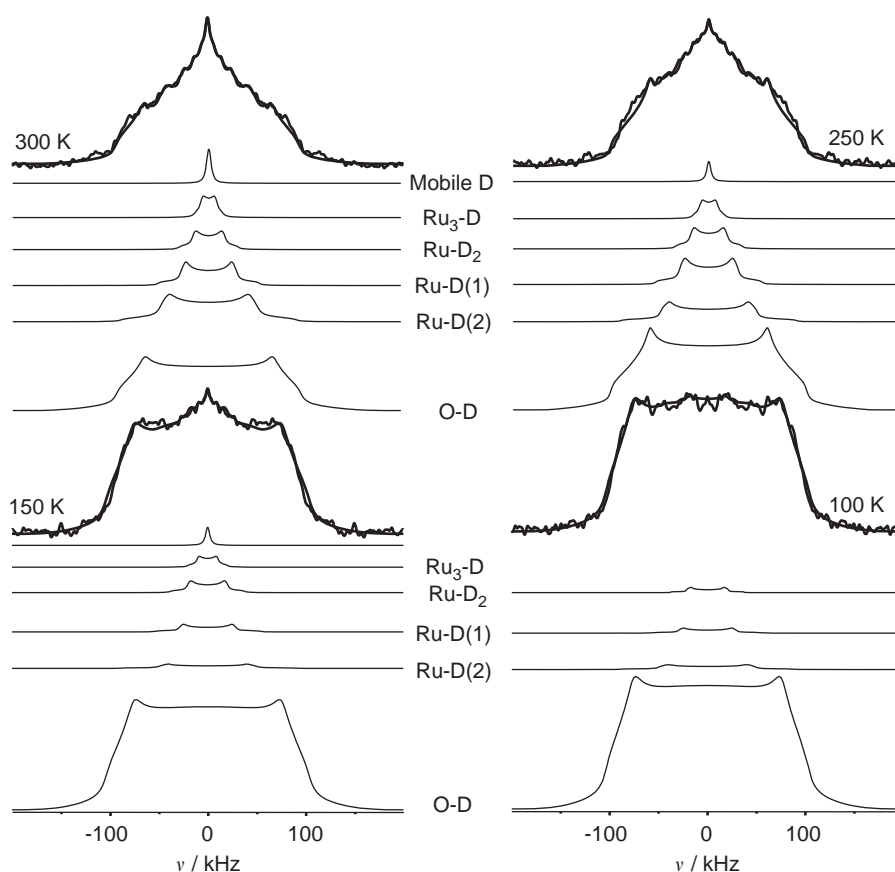 300 K
250 K
Mobile D
Ru3-D
Ru-D2
Ru-D(1)
Ru-D(2)
O-D
150 K
100 K
Ru3-D
Ru-D2
Ru-D(1)
Ru-D(2)
O-D
-100 0 100
-100 0 100
ν / kHz
ν / kHz